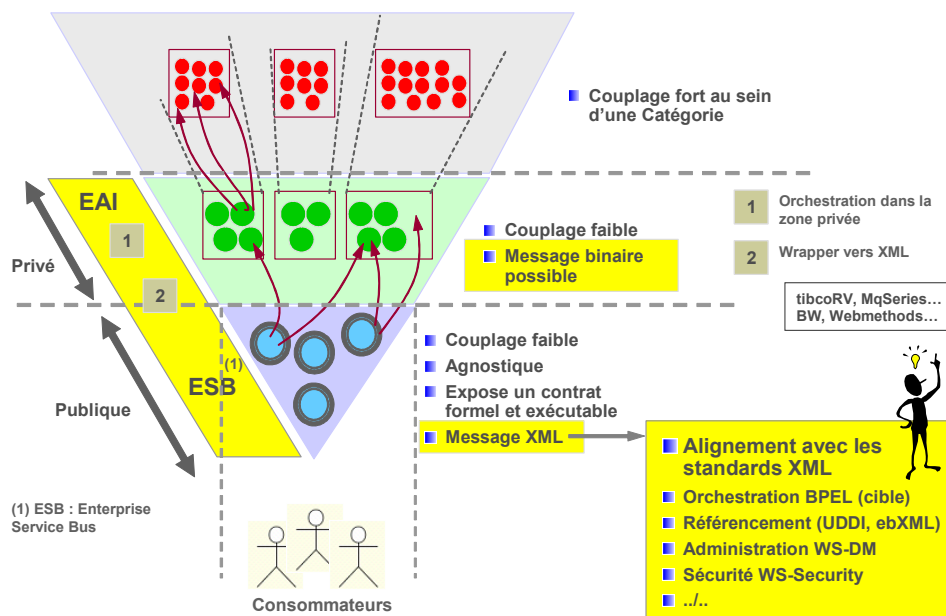 Couplage fort au sein
d'une Catégorie
EAI
1
2
Privé
Couplage faible
Message binaire
possible
1
Orchestration dans la
zone privée
2
Wrapper vers XML
tibcoRV, MqSeries…
BW, Webmethods…
(1)
ESB
Publique
Couplage faible
Agnostique
Expose un contrat
formel et exécutable
Message XML
Alignement avec les
standards XML
Orchestration BPEL (cible)
Référencement (UDDI, ebXML)
Administration WS-DM
Sécurité WS-Security
../..
(1) ESB : Enterprise
Service Bus
Consommateurs